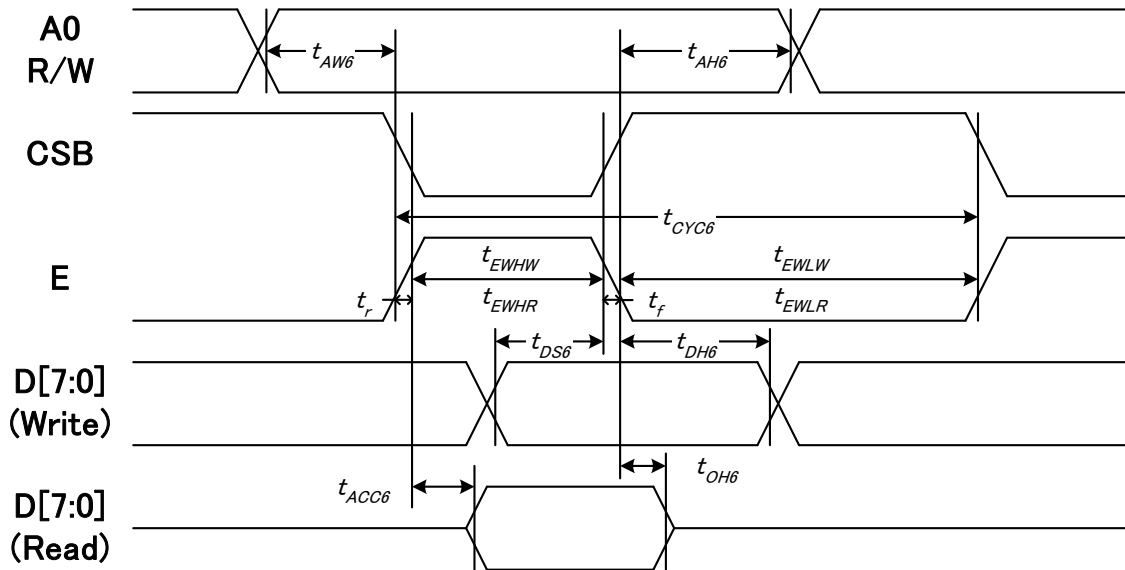 A0
R/W
t_AW6
t_AH6
CSB
t_CYC6
E
t_EWHW
t_EWLW
t_r
t_EWHR
t_f
t_EWLR
t_DS6
t_DH6
D[7:0]
(Write)
t_OH6
t_ACC6
D[7:0]
(Read)